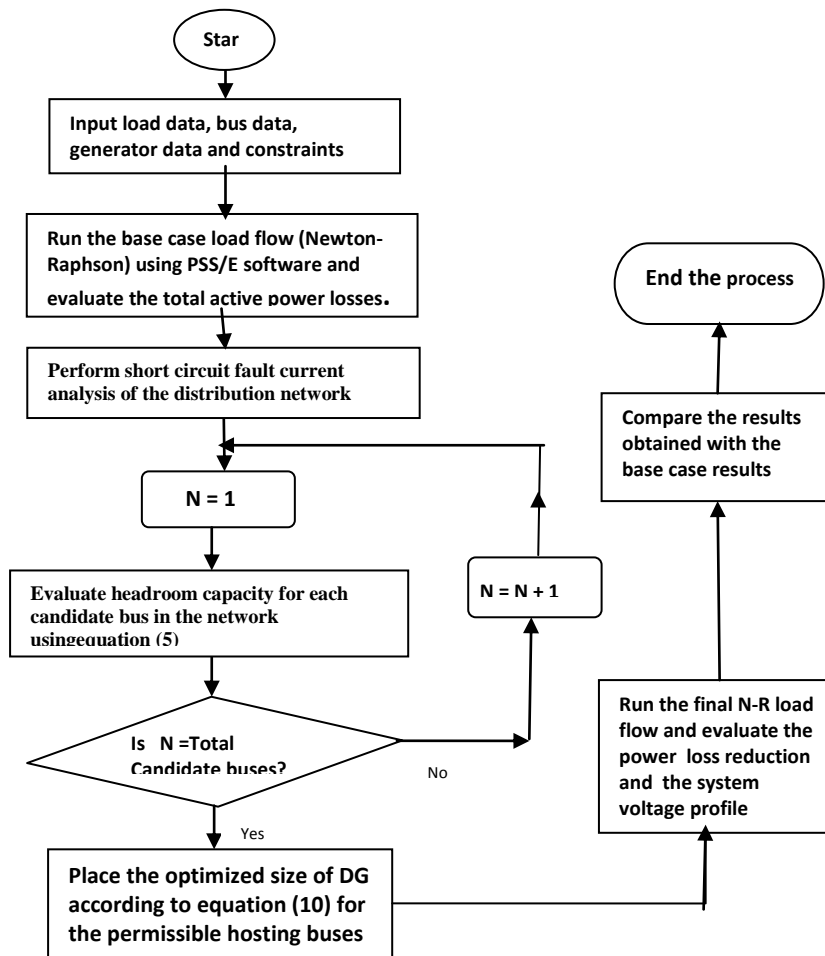 Star
Input load data, bus data,
generator data and constraints
Run the base case load flow (Newton-
Raphson) using PSS/E software and
evaluate the total active power losses.
Perform short circuit fault current
analysis of the distribution network
N = 1
Evaluate headroom capacity for each
candidate bus in the network
usingequation (5)
N = N + 1
Is N =Total
Candidate buses?
No
Yes
Place the optimized size of DG
according to equation (10) for
the permissible hosting buses
Run the final N-R load
flow and evaluate the
power loss reduction
and the system
voltage profile
Compare the results
obtained with the
base case results
End the process